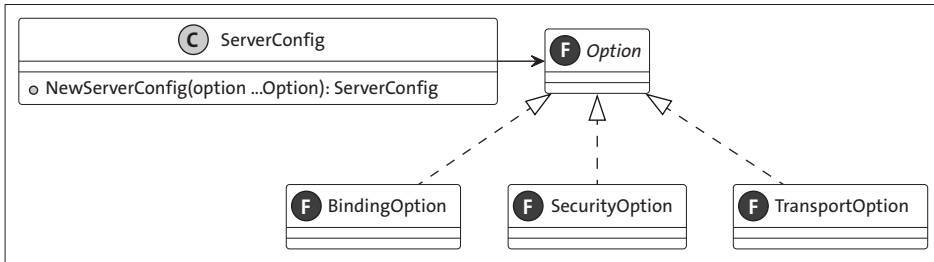 C ServerConfig
NewServerConfig(option ...Option): ServerConfig
F Option
F BindingOption
F SecurityOption
F TransportOption